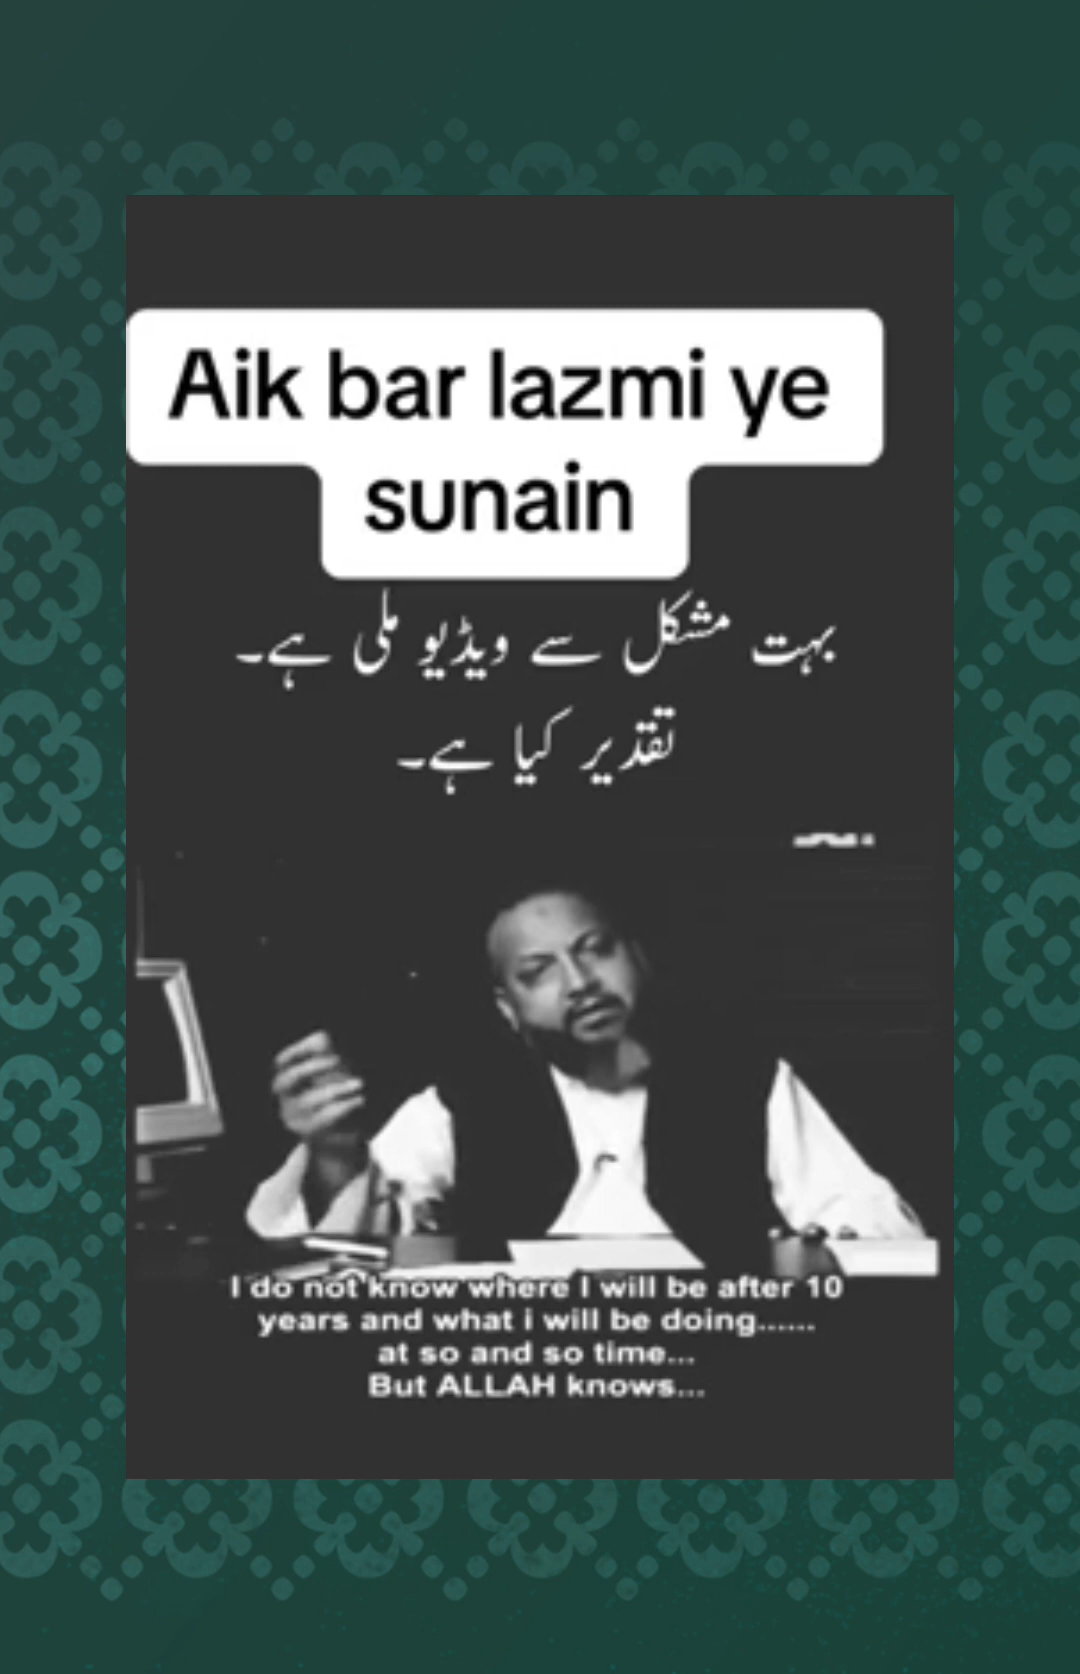 Aik bar lazmi ye
sunain
بہت مشکل سے ویڈیو ملی ہے۔
تقدیر کیا ہے۔
I do not know where I will be after 10
years and what i will be doing......
at so and so time...
But ALLAH knows...